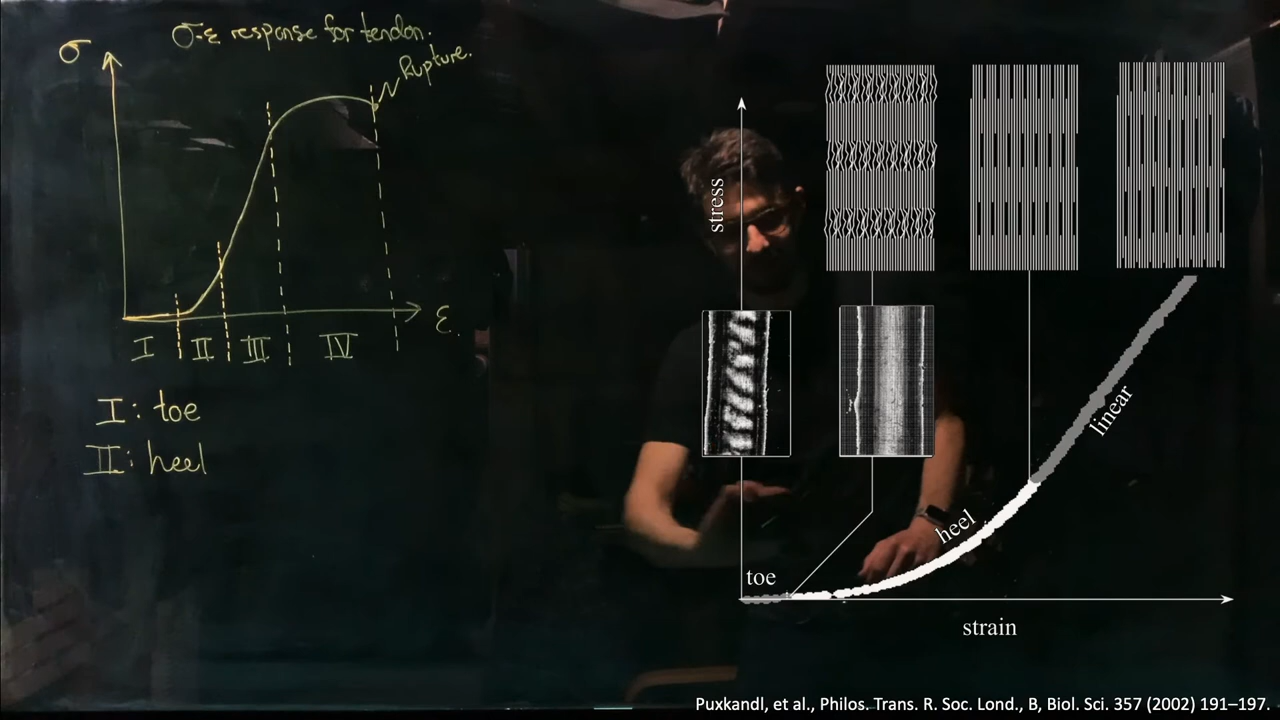 σ-ε response for tendon.
Rupture.
σ
ε.
I
II
III
IV
I: toe
II: heel
stress
toe
heel
linear
strain
Puxkandl, et al., Philos. Trans. R. Soc. Lond., B, Biol. Sci. 357 (2002) 191–197.